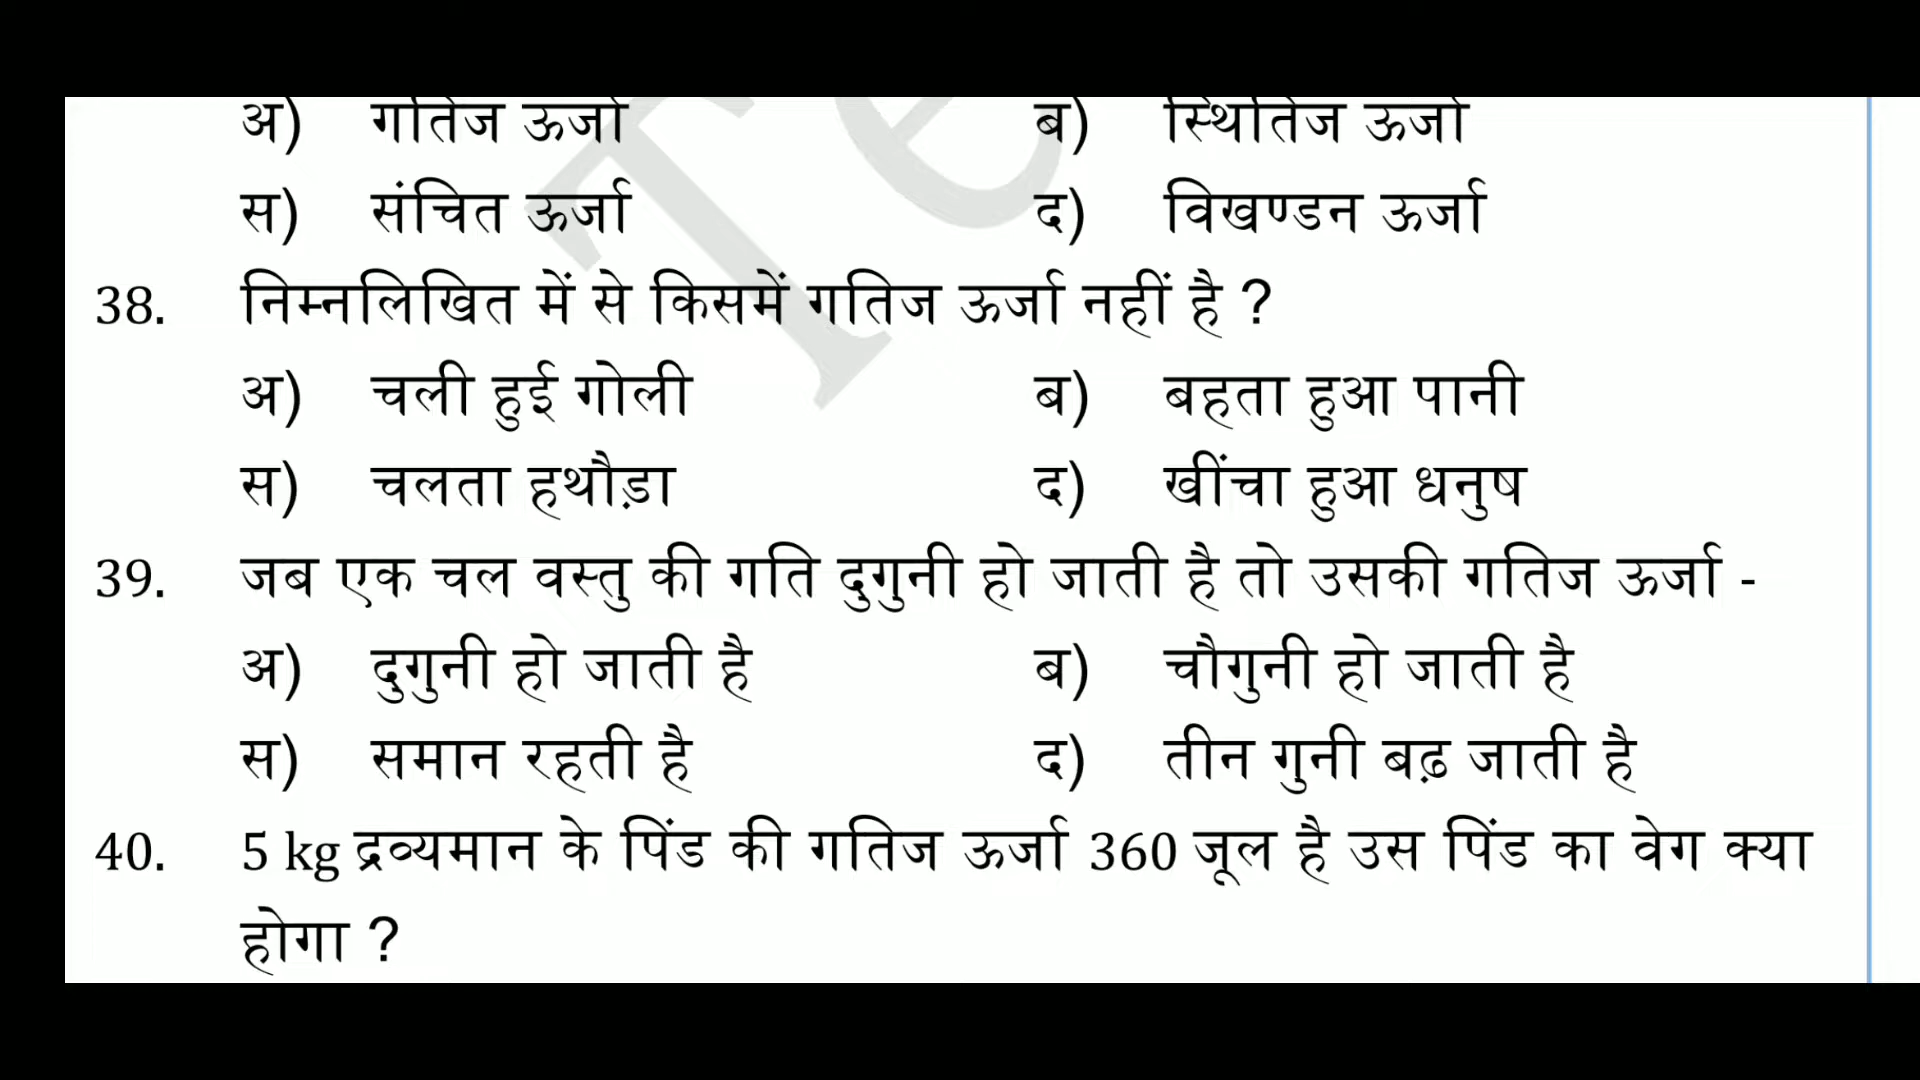 अ) गतिज ऊर्जा ब) स्थितिज ऊर्जा
स) संचित ऊर्जा द) विखण्डन ऊर्जा
38. निम्नलिखित में से किसमें गतिज ऊर्जा नहीं है ?
अ) चली हुई गोली ब) बहता हुआ पानी
स) चलता हथौड़ा द) खींचा हुआ धनुष
39. जब एक चल वस्तु की गति दुगुनी हो जाती है तो उसकी गतिज ऊर्जा -
अ) दुगुनी हो जाती है ब) चौगुनी हो जाती है
स) समान रहती है द) तीन गुनी बढ़ जाती है
40. 5 kg द्रव्यमान के पिंड की गतिज ऊर्जा 360 जूल है उस पिंड का वेग क्या
होगा ?